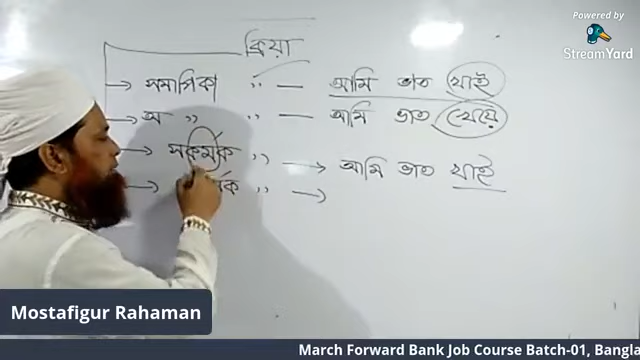 Powered by
StreamYard
ক্রিয়া
সমাপিকা " — আমি ভাত খাই
অ " " — আমি ভাত খেয়ে
সকর্মক " → আমি ভাত খাই
র্মক " →
Mostafigur Rahaman
March Forward Bank Job Course Batch-01, Bangla